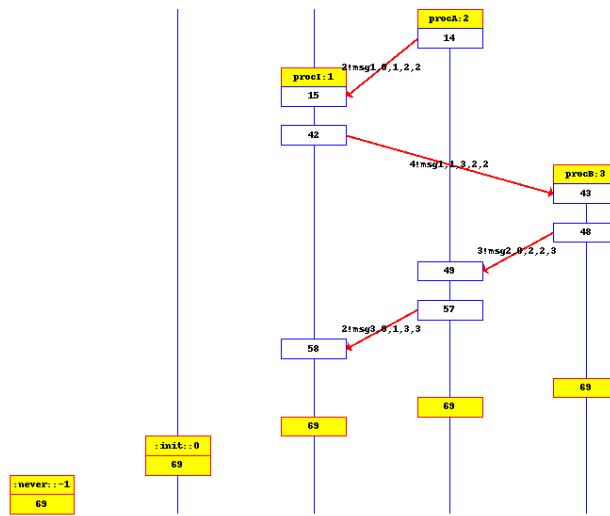 procA:2
14
2!msg1,0,1,2,2
procI:1
15
42
4!msg1,1,3,2,2
procB:3
43
48
3!msg2,0,2,2,3
49
57
2!msg3,0,1,3,3
58
69
69
69
:init::0
69
:never::-1
69